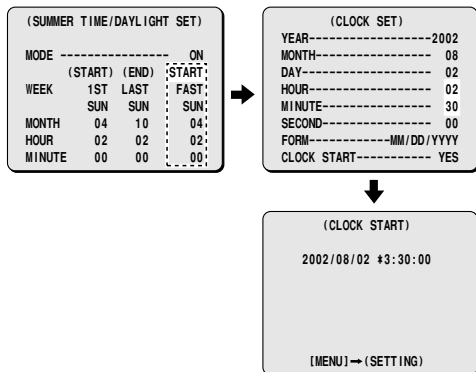 (SUMMER TIME/DAYLIGHT SET)
MODE ----------------- ON
(START) (END) START
WEEK 1ST LAST FAST
SUN SUN SUN
MONTH 04 10 04
HOUR 02 02 02
MINUTE 00 00 00
(CLOCK SET)
YEAR-------------------2002
MONTH------------------ 08
DAY-------------------- 02
HOUR------------------- 02
MINUTE----------------- 30
SECOND----------------- 00
FORM------------MM/DD/YYYY
CLOCK START------------ YES
(CLOCK START)
2002/08/02 *3:30:00
[MENU]→(SETTING)